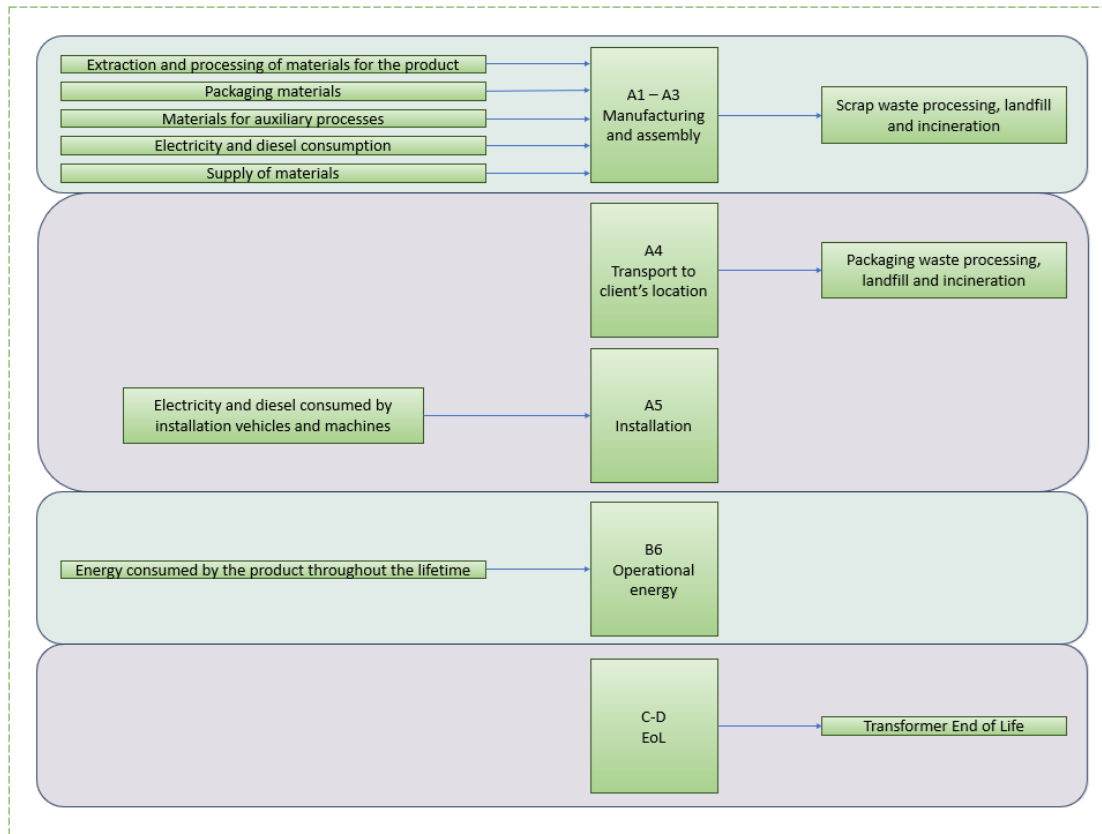 Extraction and processing of materials for the product
Packaging materials
Materials for auxiliary processes
Electricity and diesel consumption
Supply of materials
A1 – A3
Manufacturing
and assembly
Scrap waste processing, landfill
and incineration
A4
Transport to
client's location
Packaging waste processing,
landfill and incineration
Electricity and diesel consumed by
installation vehicles and machines
A5
Installation
Energy consumed by the product throughout the lifetime
B6
Operational
energy
C-D
EoL
Transformer End of Life